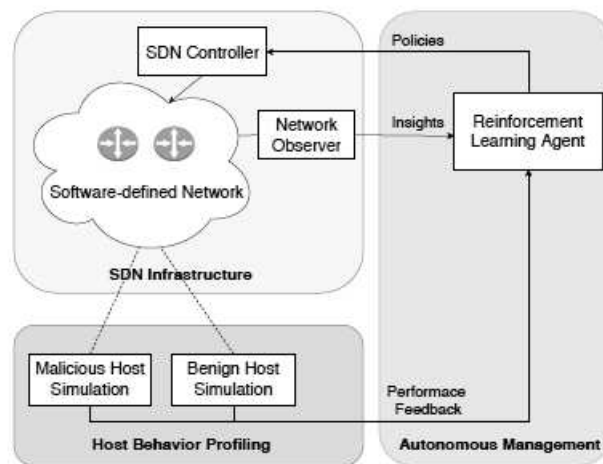 SDN Controller
Policies
Network
Observer
Insights
Reinforcement
Learning Agent
Software-defined Network
SDN Infrastructure
Malicious Host
Simulation
Benign Host
Simulation
Performace
Feedback
Host Behavior Profiling
Autonomous Management